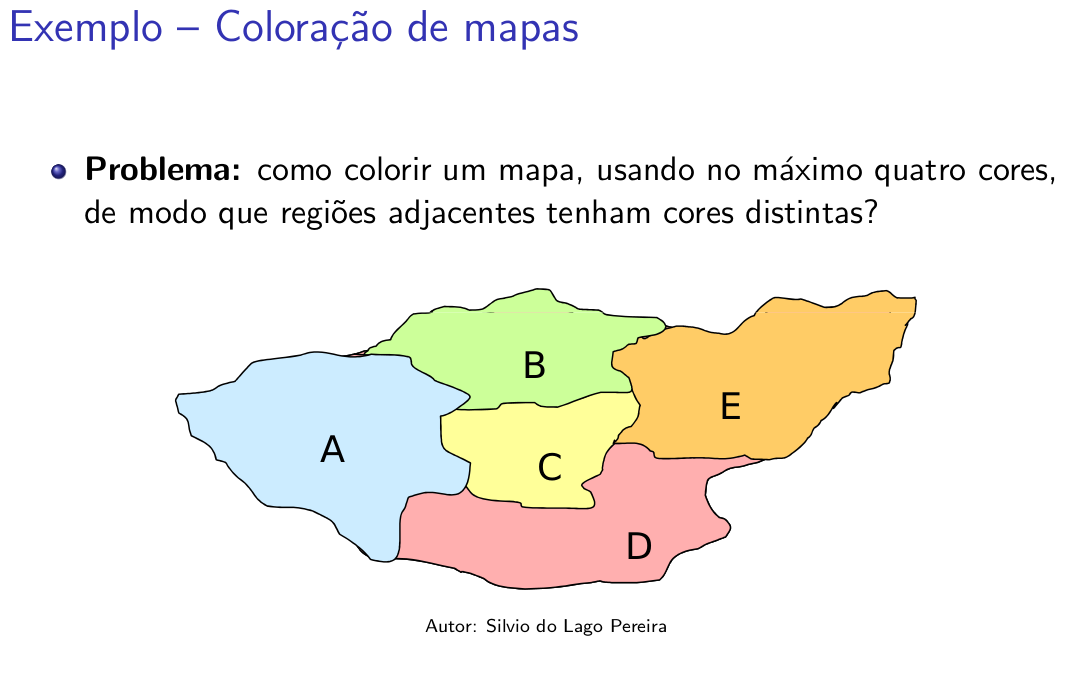 Exemplo – Coloração de mapas
Problema: como colorir um mapa, usando no máximo quatro cores,
de modo que regiões adjacentes tenham cores distintas?
B
E
A
C
D
Autor: Silvio do Lago Pereira